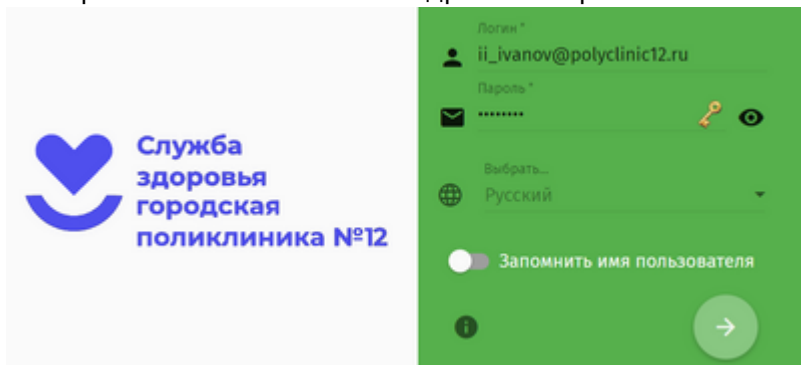 Служба
здоровья
городская
поликлиника №12
Логин *
ii_ivanov@polyclinic12.ru
Пароль *
••••••••
Выбрать...
Русский
Запомнить имя пользователя